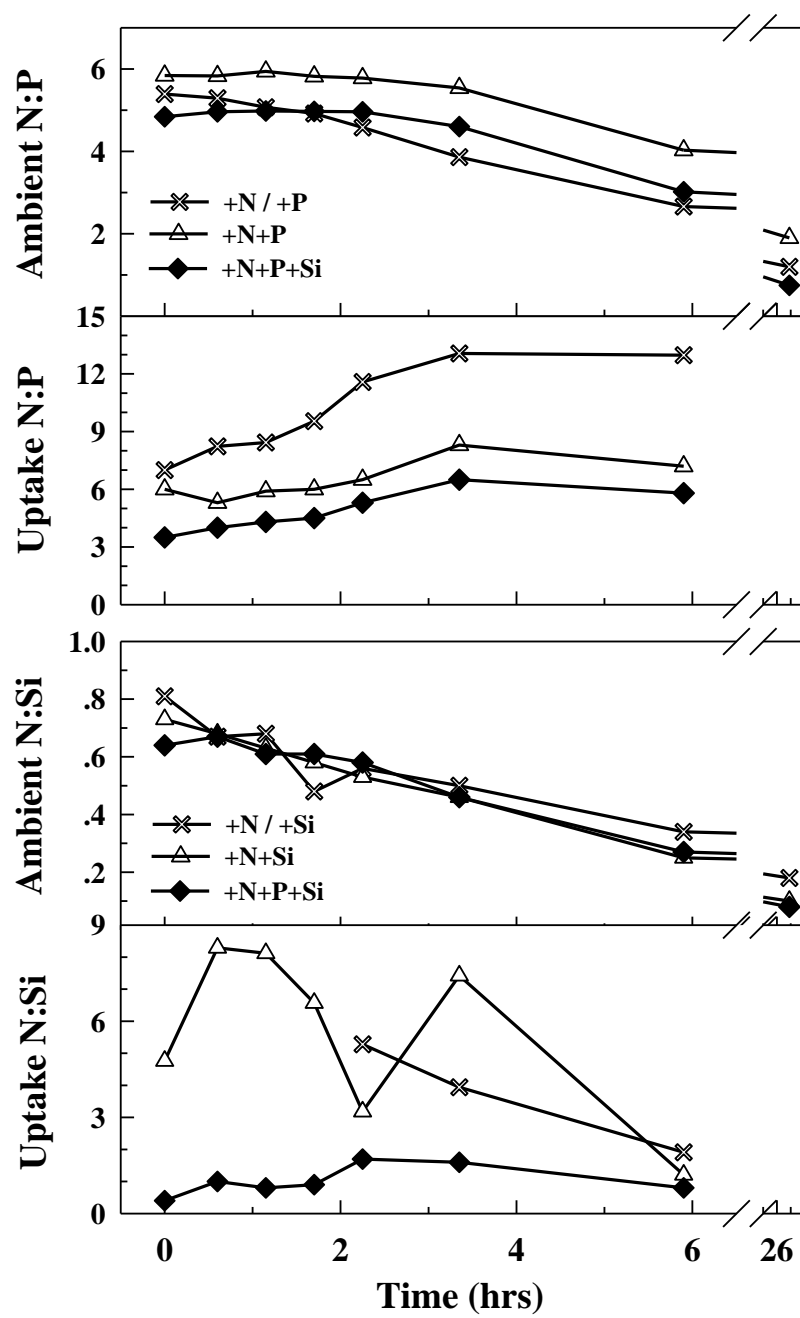 Ambient N:P
6
4
2
+N / +P
+N+P
+N+P+Si
Uptake N:P
15
12
9
6
3
0
Ambient N:Si
1.0
.8
.6
.4
.2
+N / +Si
+N+Si
+N+P+Si
Uptake N:Si
9
6
3
0
0 2 4 6 26
Time (hrs)